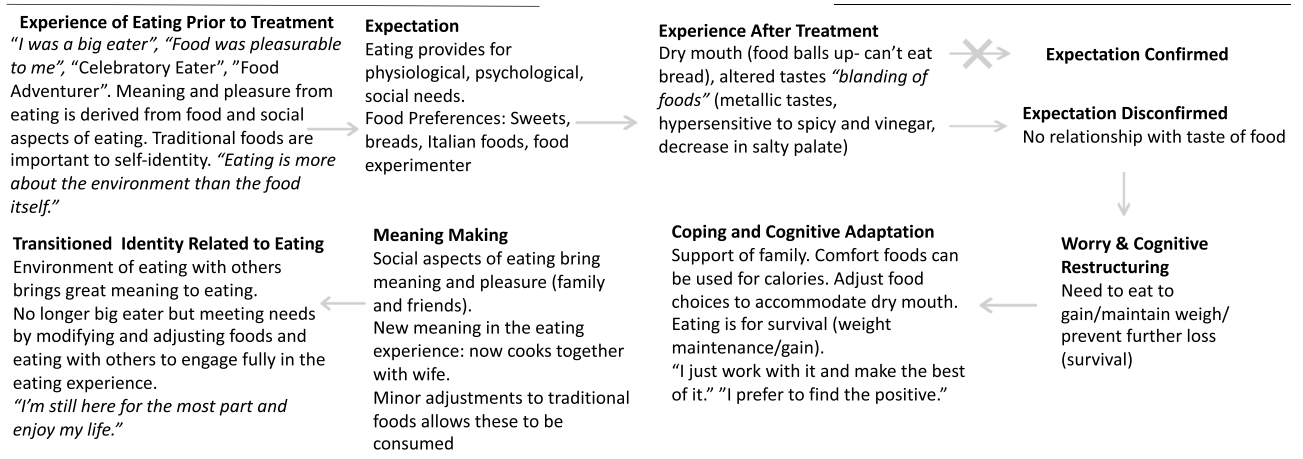 Experience of Eating Prior to Treatment
“I was a big eater”, “Food was pleasurable
to me”, “Celebratory Eater”, ”Food
Adventurer”. Meaning and pleasure from
eating is derived from food and social
aspects of eating. Traditional foods are
important to self-identity. “Eating is more
about the environment than the food
itself.”
Expectation
Eating provides for
physiological, psychological,
social needs.
Food Preferences: Sweets,
breads, Italian foods, food
experimenter
Experience After Treatment
Dry mouth (food balls up- can’t eat
bread), altered tastes “blanding of
foods” (metallic tastes,
hypersensitive to spicy and vinegar,
decrease in salty palate)
Expectation Confirmed
Expectation Disconfirmed
No relationship with taste of food
Worry & Cognitive
Restructuring
Need to eat to
gain/maintain weigh/
prevent further loss
(survival)
Coping and Cognitive Adaptation
Support of family. Comfort foods can
be used for calories. Adjust food
choices to accommodate dry mouth.
Eating is for survival (weight
maintenance/gain).
“I just work with it and make the best
of it.” ”I prefer to find the positive.”
Meaning Making
Social aspects of eating bring
meaning and pleasure (family
and friends).
New meaning in the eating
experience: now cooks together
with wife.
Minor adjustments to traditional
foods allows these to be
consumed
Transitioned Identity Related to Eating
Environment of eating with others
brings great meaning to eating.
No longer big eater but meeting needs
by modifying and adjusting foods and
eating with others to engage fully in the
eating experience.
“I’m still here for the most part and
enjoy my life.”